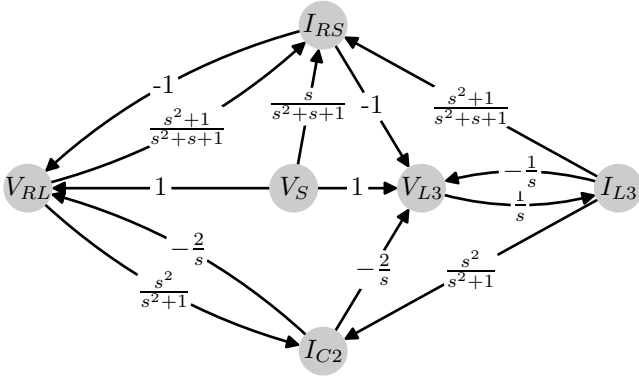 I_{RS}
-1
\frac{s^2+1}{s^2+s+1}
\frac{s}{s^2+s+1}
-1
\frac{s^2+1}{s^2+s+1}
V_{RL}
1
V_S
1
V_{L3}
-\frac{1}{s}
\frac{1}{s}
I_{L3}
-\frac{2}{s}
\frac{s^2}{s^2+1}
-\frac{2}{s}
\frac{s^2}{s^2+1}
I_{C2}